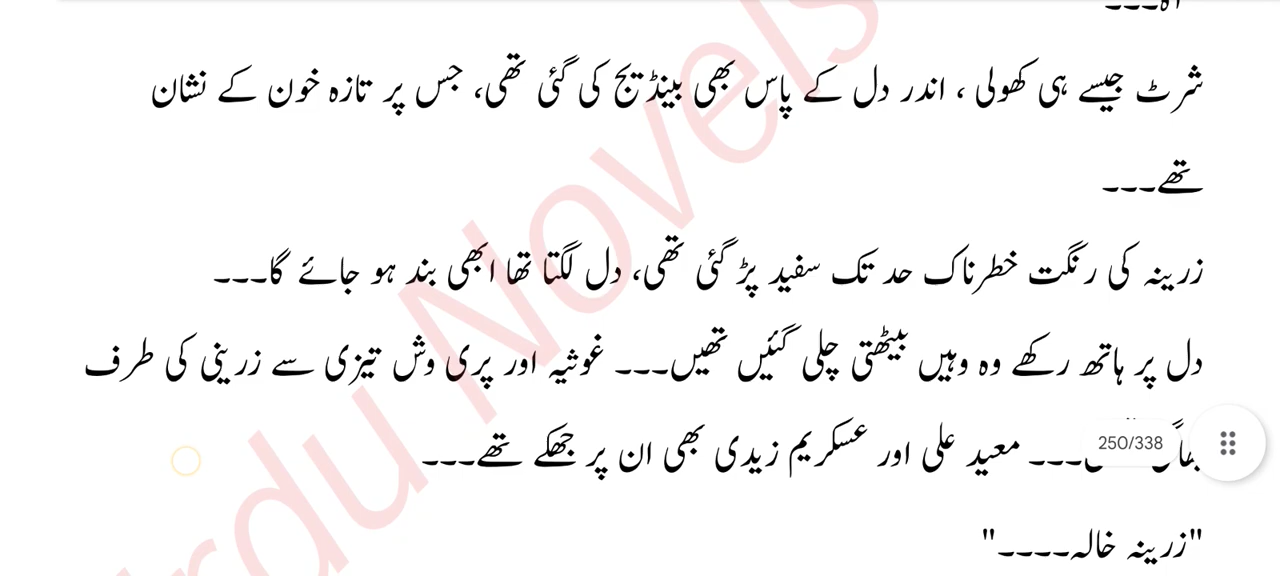 شرٹ جیسے ہی کھولی ، اندر دل کے پاس بھی بینڈیج کی گئی تھی، جس پر تازہ خون کے نشان
تھے۔۔۔
زرینہ کی رنگت خطرناک حد تک سفید پڑ گئی تھی، دل لگتا تھا ابھی بند ہو جائے گا۔۔۔
دل پر ہاتھ رکھے وہ وہیں بیٹھتی چلی گئیں تھیں۔۔۔ غوثیہ اور پری وش تیزی سے زرینی کی طرف
۔۔۔ معید علی اور عسکریم زیدی بھی ان پر جھکے تھے۔۔۔
250/338
"زرینہ خالہ۔۔۔۔"
Urdu Novels